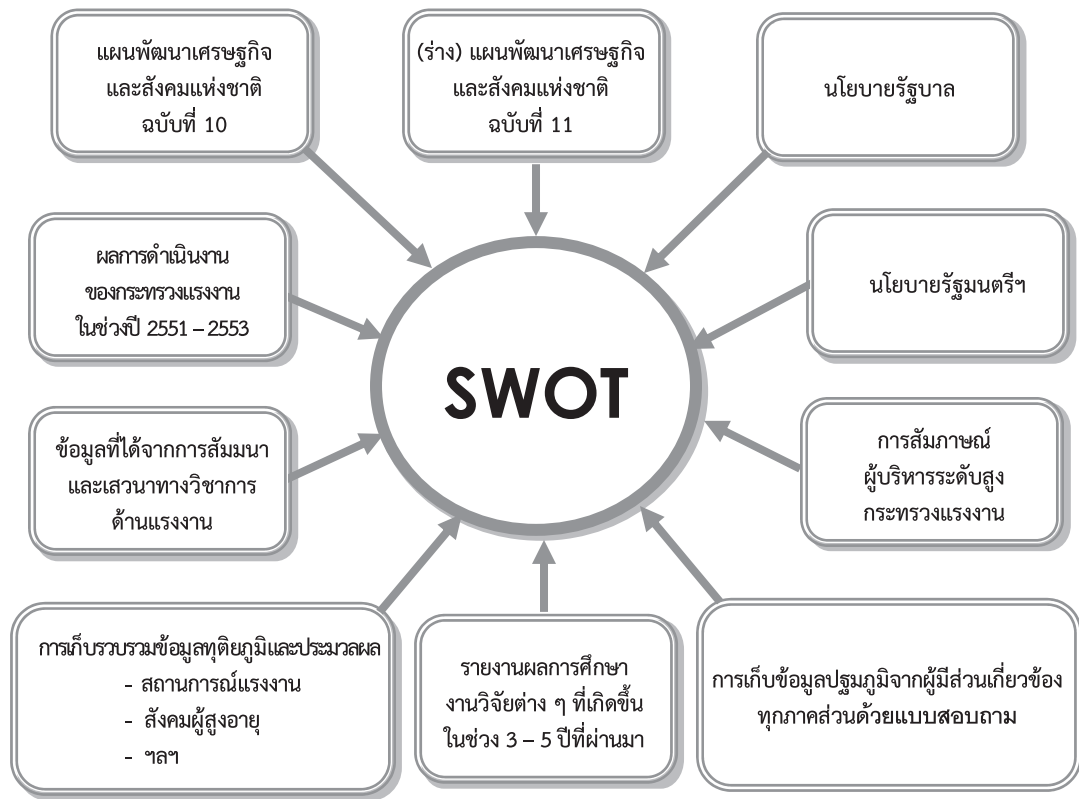 แผนพัฒนาเศรษฐกิจ
และสังคมแห่งชาติ
ฉบับที่ 10
(ร่าง) แผนพัฒนาเศรษฐกิจ
และสังคมแห่งชาติ
ฉบับที่ 11
นโยบายรัฐบาล
ผลการดำเนินงาน
ของกระทรวงแรงงาน
ในช่วงปี 2551 – 2553
นโยบายรัฐมนตรีฯ
SWOT
ข้อมูลที่ได้จากการสัมมนา
และเสวนาทางวิชาการ
ด้านแรงงาน
การสัมภาษณ์
ผู้บริหารระดับสูง
กระทรวงแรงงาน
การเก็บรวบรวมข้อมูลทุติยภูมิและประมวลผล
- สถานการณ์แรงงาน
- สังคมผู้สูงอายุ
- ฯลฯ
รายงานผลการศึกษา
งานวิจัยต่าง ๆ ที่เกิดขึ้น
ในช่วง 3 – 5 ปีที่ผ่านมา
การเก็บข้อมูลปฐมภูมิจากผู้มีส่วนเกี่ยวข้อง
ทุกภาคส่วนด้วยแบบสอบถาม